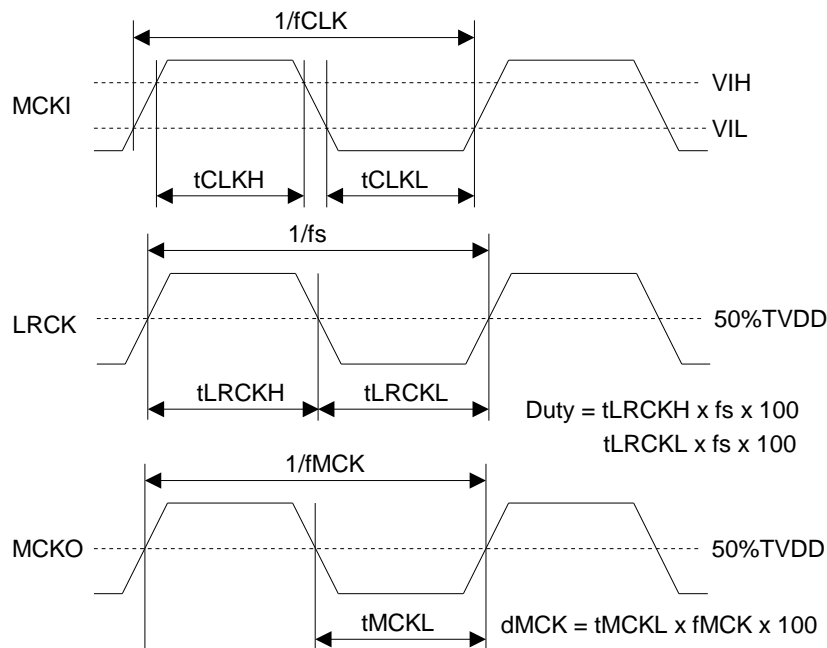 1/fCLK
VIH
MCKI
VIL
tCLKH
tCLKL
1/fs
LRCK
50%TVDD
tLRCKH
tLRCKL
Duty = tLRCKH x fs x 100
tLRCKL x fs x 100
1/fMCK
MCKO
50%TVDD
tMCKL
dMCK = tMCKL x fMCK x 100